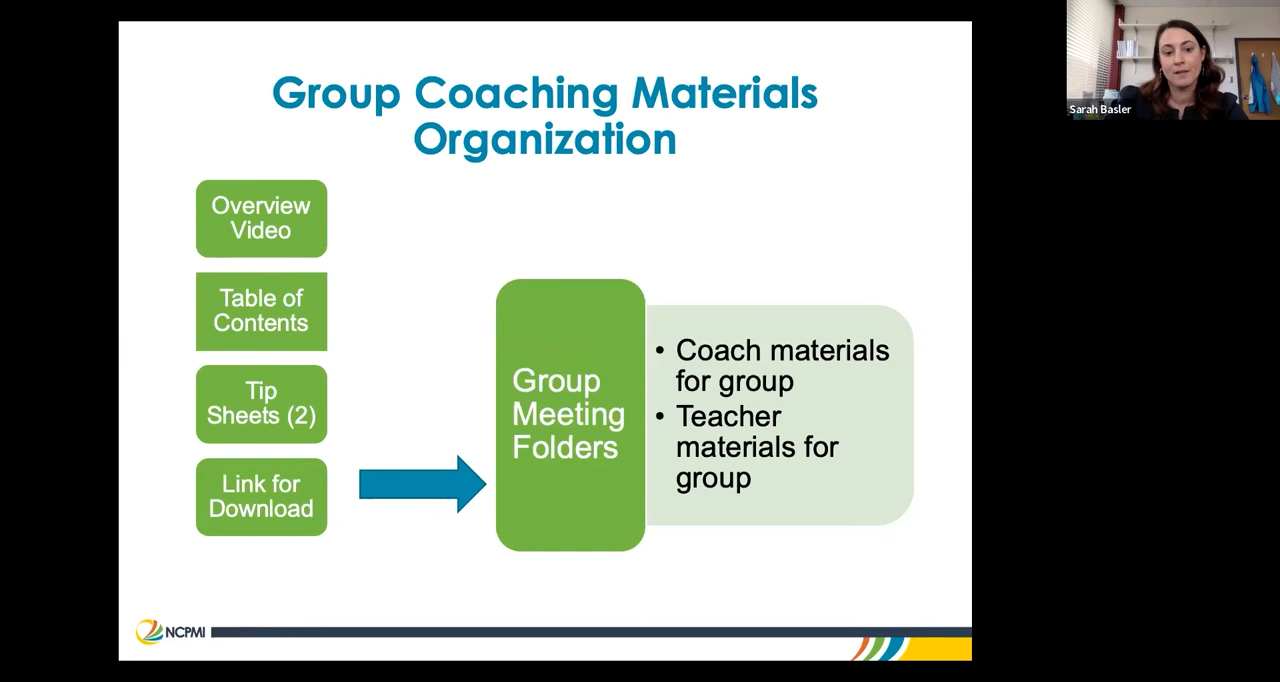 Group Coaching Materials
Organization
Overview
Video
Table of
Contents
Tip
Sheets (2)
Link for
Download
Group
Meeting
Folders
• Coach materials
for group
• Teacher
materials for
group
NCPMI
Sarah Basler